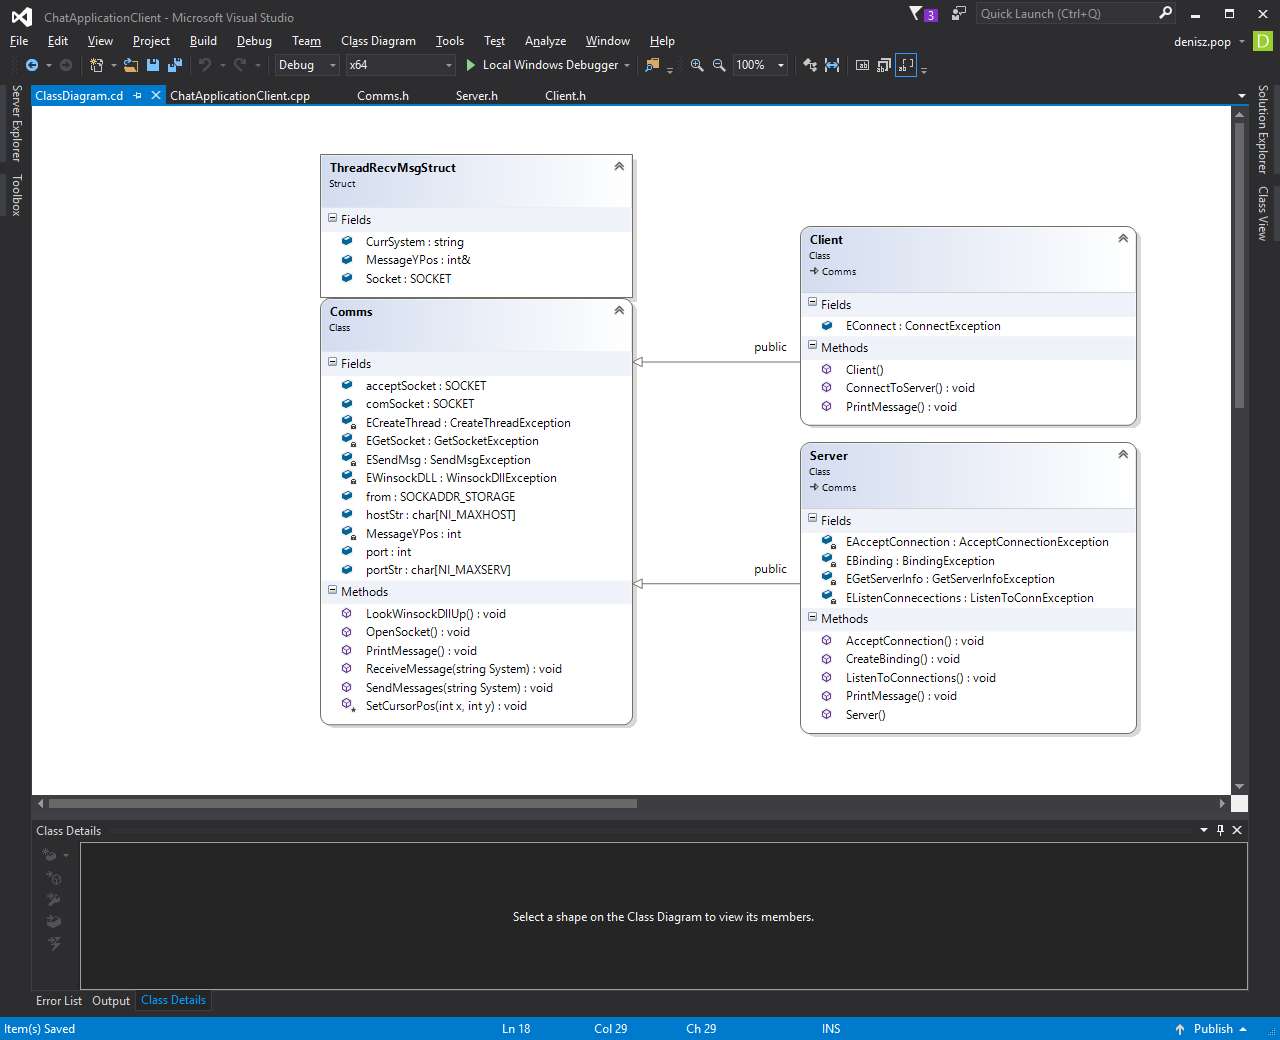 ChatApplicationClient - Microsoft Visual Studio
3
Quick Launch (Ctrl+Q)
File Edit View Project Build Debug Team Class Diagram Tools Test Analyze Window Help
denisz.pop
D
Debug x64 Local Windows Debugger 100%
ClassDiagram.cd ChatApplicationClient.cpp Comms.h Server.h Client.h
Server Explorer
Toolbox
Solution Explorer
Class View
ThreadRecvMsgStruct
Struct
Fields
CurrSystem : string
MessageYPos : int&
Socket : SOCKET
Comms
Class
Fields
acceptSocket : SOCKET
comSocket : SOCKET
ECreateThread : CreateThreadException
EGetSocket : GetSocketException
ESendMsg : SendMsgException
EWinsockDLL : WinsockDllException
from : SOCKADDR_STORAGE
hostStr : char[NI_MAXHOST]
MessageYPos : int
port : int
portStr : char[NI_MAXSERV]
Methods
LookWinsockDllUp() : void
OpenSocket() : void
PrintMessage() : void
ReceiveMessage(string System) : void
SendMessages(string System) : void
SetCursorPos(int x, int y) : void
public
public
Client
Class
Comms
Fields
EConnect : ConnectException
Methods
Client()
ConnectToServer() : void
PrintMessage() : void
Server
Class
Comms
Fields
EAcceptConnection : AcceptConnectionException
EBinding : BindingException
EGetServerInfo : GetServerInfoException
EListenConnecections : ListenToConnException
Methods
AcceptConnection() : void
CreateBinding() : void
ListenToConnections() : void
PrintMessage() : void
Server()
Class Details
Select a shape on the Class Diagram to view its members.
Error List Output Class Details
Item(s) Saved Ln 18 Col 29 Ch 29 INS Publish